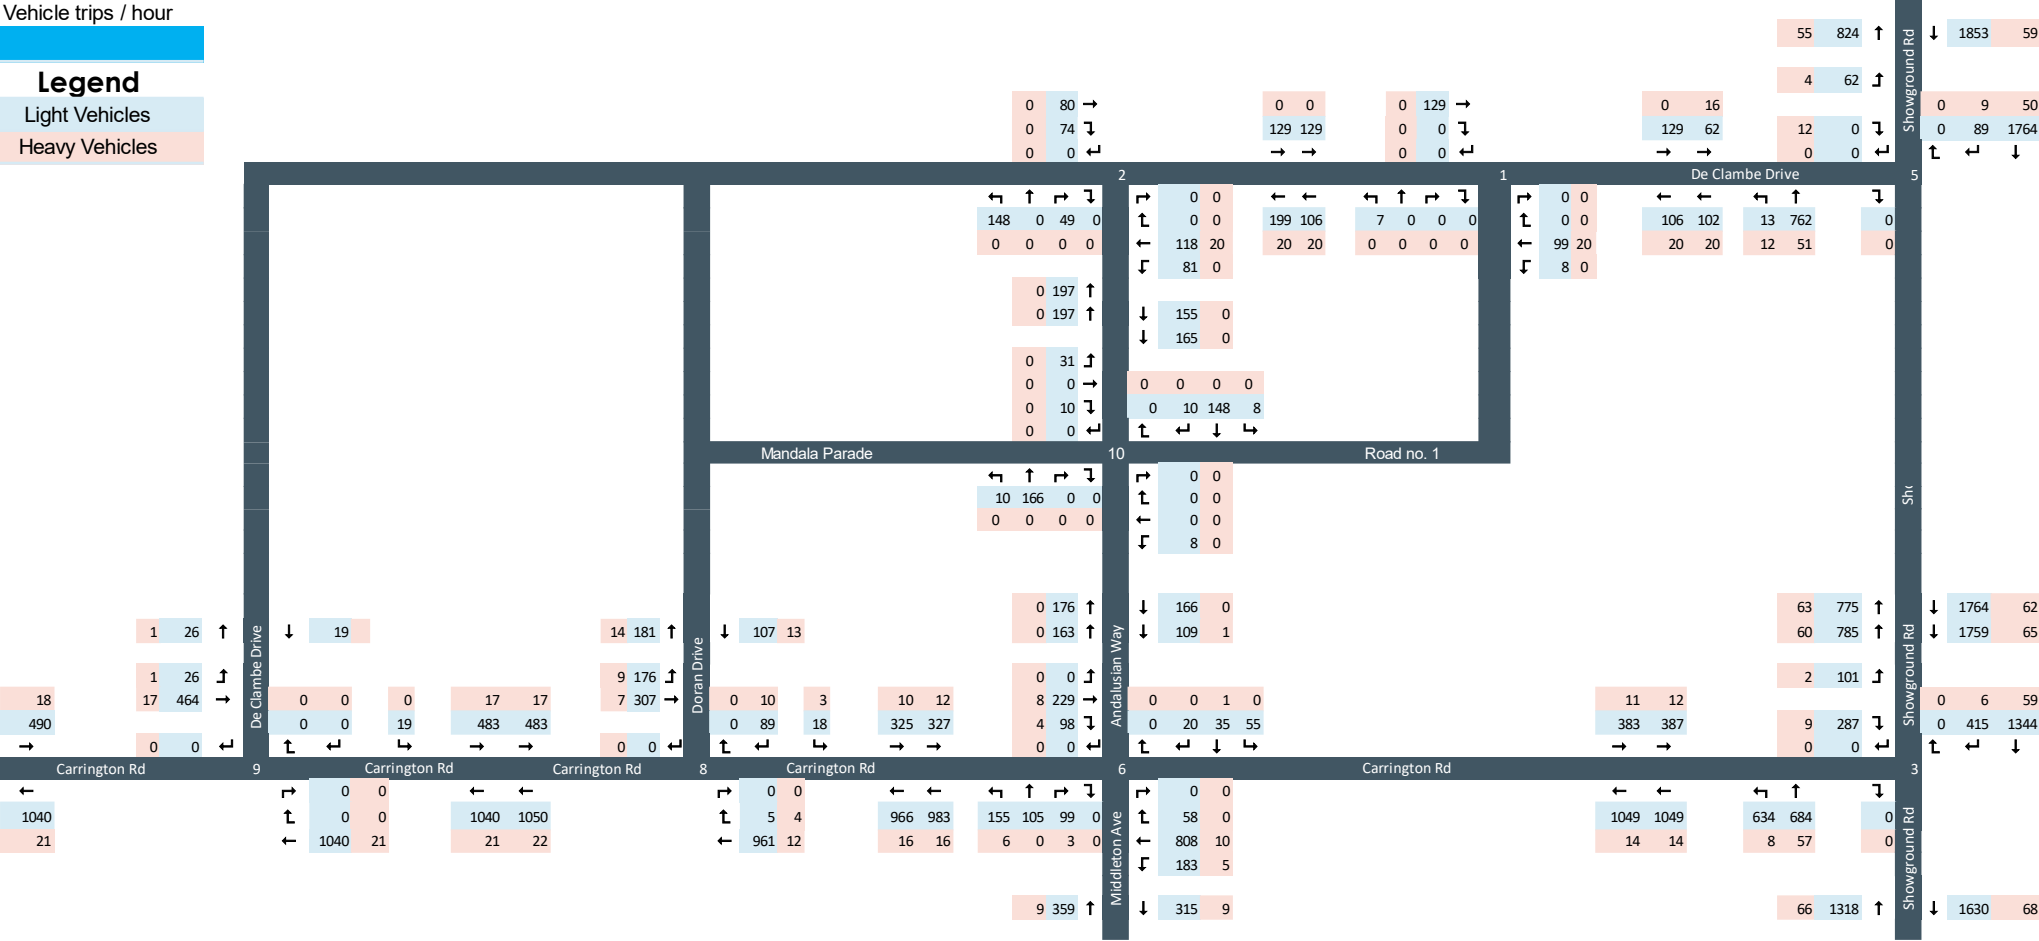 Vehicle trips / hour
Legend
Light Vehicles
Heavy Vehicles
55 824 ↑ ↓ 1853 59
4 62
0 80 → 0 0 0 129 → 0 16 0 9 50
0 74 129 129 0 0 129 62 12 0 0 89 1764
0 0 → → 0 0 → → 0 0 ↓
Showground Rd
2 1 De Clambe Drive 5
↑ 0 0 ← ← ↑ 0 0 ← ← ↑
148 0 49 0 0 0 199 106 7 0 0 0 0 0 106 102 13 762 0
0 0 0 0 ← 118 20 20 20 0 0 0 0 ← 99 20 20 20 12 51 0
81 0 8 0
0 197 ↑
0 197 ↑ ↓ 155 0
↓ 165 0
0 31
0 0 → 0 0 0 0
0 10 0 10 148 8
0 0 ↓
Mandala Parade 10 Road no. 1
↑ 0 0
10 166 0 0 0 0
0 0 0 0 ← 0 0
8 0
Sh
0 176 ↑ ↓ 166 0 63 775 ↑ ↓ 1764 62
1 26 ↑ ↓ 19 14 181 ↑ ↓ 107 13 0 163 ↑ ↓ 109 1 60 785 ↑ ↓ 1759 65
De Clambe Drive
Doran Drive
Andalusian Way
Showground Rd
1 26 9 176 0 0 2 101
18 17 464 → 0 0 0 17 17 7 307 → 0 10 3 10 12 8 229 → 0 0 1 0 11 12 0 6 59
490 0 0 19 483 483 0 89 18 325 327 4 98 0 20 35 55 383 387 9 287 0 415 1344
→ 0 0 → → 0 0 → → 0 0 ↓ → → 0 0 ↓
Carrington Rd 9 Carrington Rd Carrington Rd 8 Carrington Rd 6 Carrington Rd 3
← 0 0 ← ← 0 0 ← ← ↑ 0 0 ← ← ↑
1040 0 0 1040 1050 5 4 966 983 155 105 99 0 58 0 1049 1049 634 684 0
21 ← 1040 21 21 22 ← 961 12 16 16 6 0 3 0 ← 808 10 14 14 8 57 0
183 5
Middleton Ave
Showground Rd
9 359 ↑ ↓ 315 9 66 1318 ↑ ↓ 1630 68